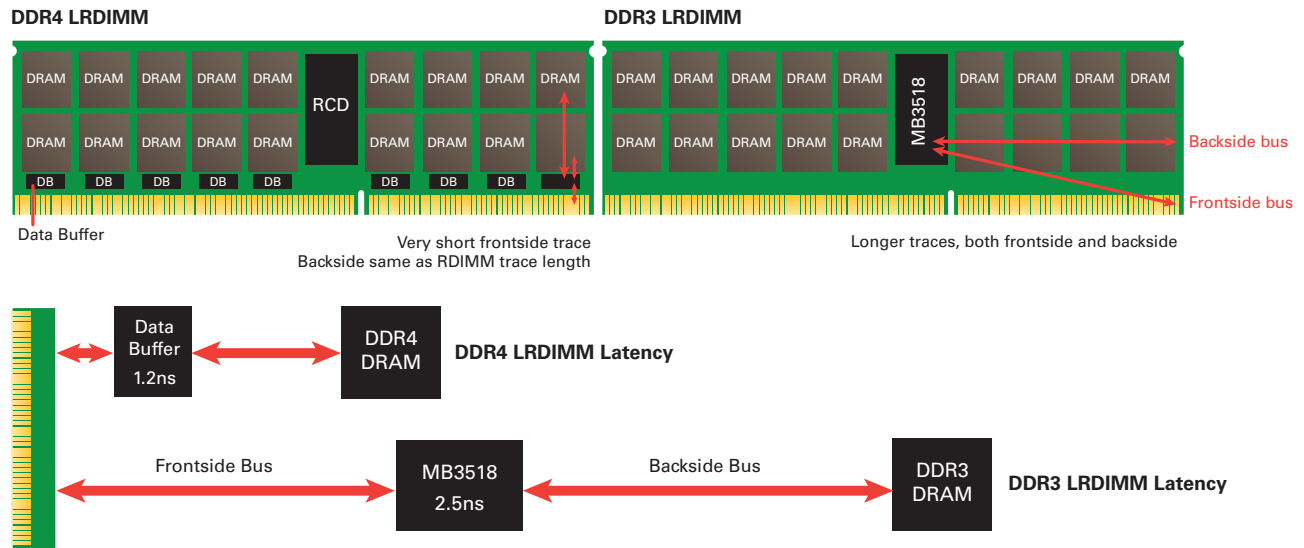 DDR4 LRDIMM
DRAM DRAM DRAM DRAM DRAM RCD DRAM DRAM DRAM DRAM
DRAM DRAM DRAM DRAM DRAM DRAM DRAM DRAM
DB DB DB DB DB DB DB DB
Data Buffer
Very short frontside trace
Backside same as RDIMM trace length
DDR3 LRDIMM
DRAM DRAM DRAM DRAM DRAM MB3518 DRAM DRAM DRAM DRAM
DRAM DRAM DRAM DRAM DRAM
Backside bus
Frontside bus
Longer traces, both frontside and backside
Data
Buffer
1.2ns
DDR4
DRAM
DDR4 LRDIMM Latency
Frontside Bus
MB3518
2.5ns
Backside Bus
DDR3
DRAM
DDR3 LRDIMM Latency